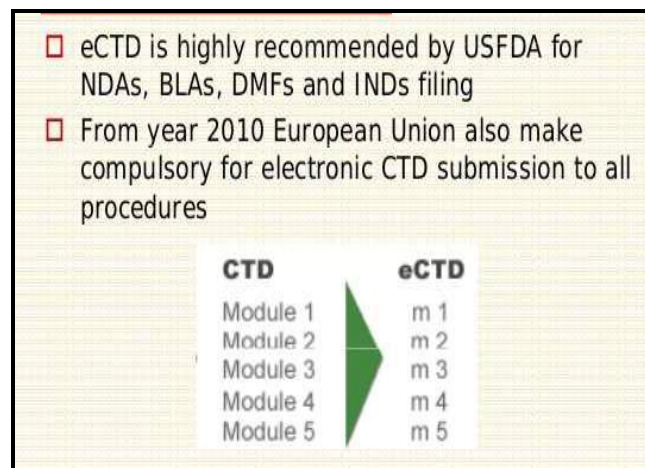 eCTD is highly recommended by USFDA for
NDAs, BLAs, DMFs and INDs filing
From year 2010 European Union also make
compulsory for electronic CTD submission to all
procedures
CTD eCTD
Module 1 m 1
Module 2 m 2
Module 3 m 3
Module 4 m 4
Module 5 m 5